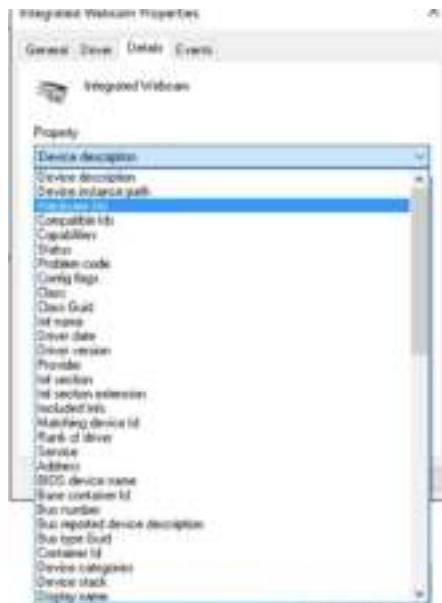 Integrated Webcam Properties
General Driver Details Events
Integrated Webcam
Property
Device description
Device description
Device instance path
Hardware Ids
Compatible Ids
Capabilities
Status
Problem code
Config flags
Class
Class Guid
Inf name
Driver date
Driver version
Provider
Inf section
Inf section extension
Included Infs
Matching device Id
Rank of driver
Service
Address
BIOS device name
Base container Id
Bus number
Bus reported device description
Bus type Guid
Container Id
Device categories
Device stack
Display name